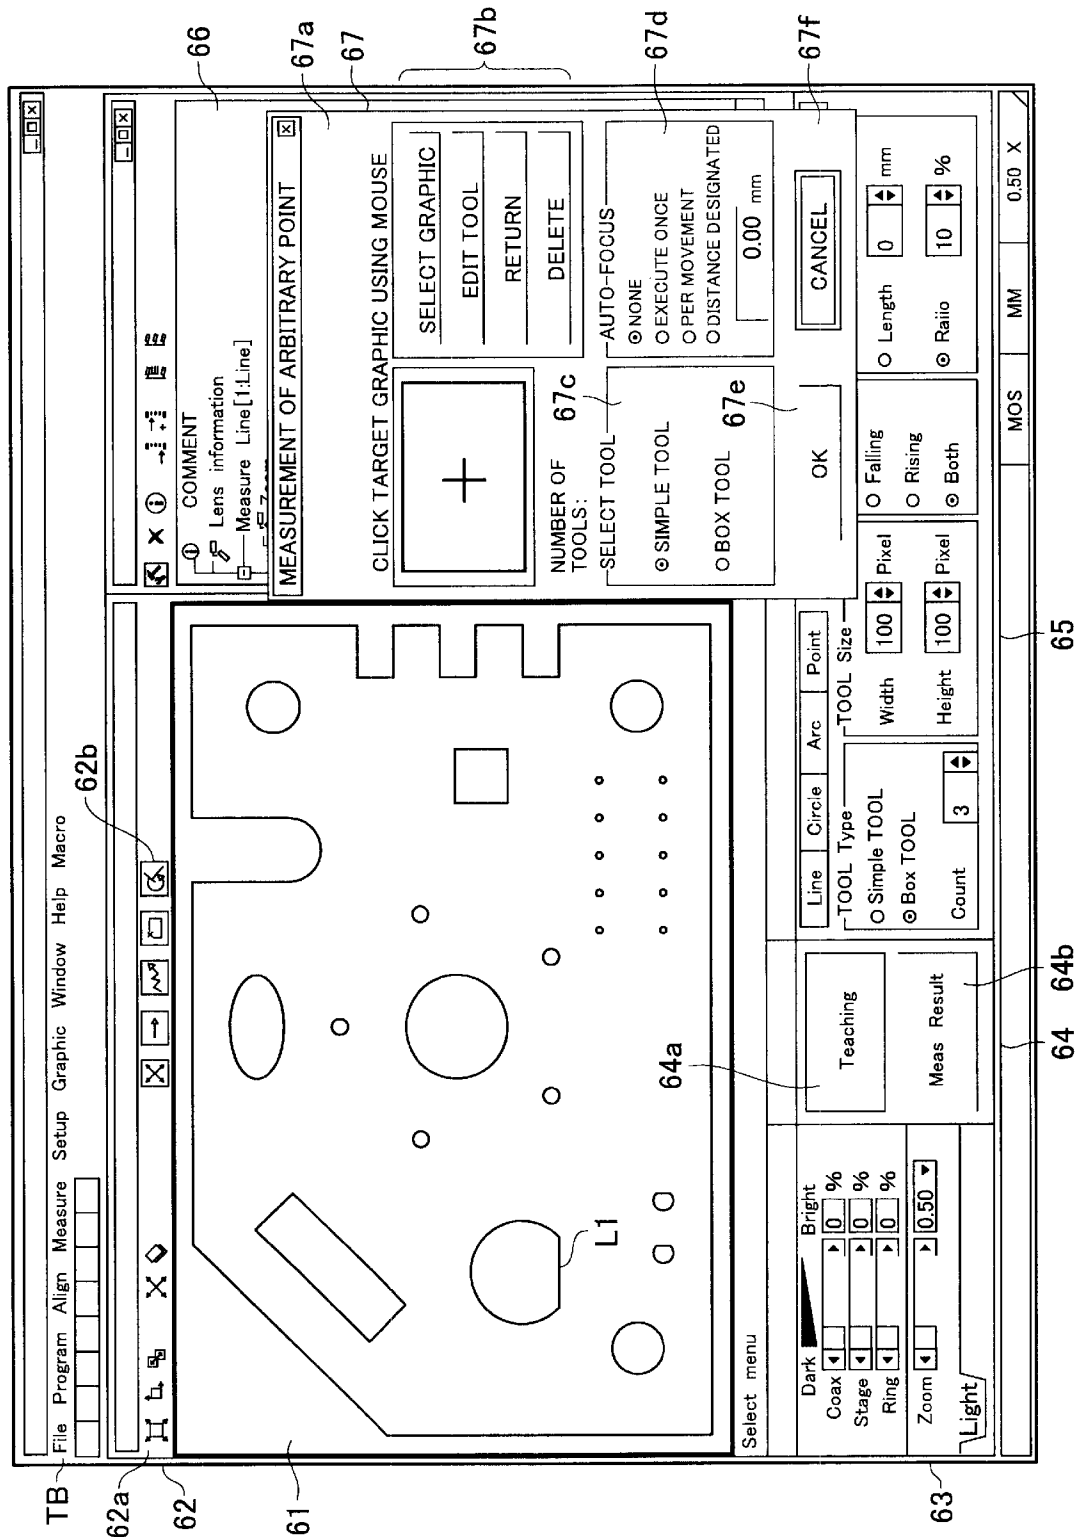 TB
File Program Align Measure Setup Graphic Window Help Macro
62a
62
62b
61
L1
Select menu
66
COMMENT
Lens information
Measure Line[1:Line]
67a
67
MEASUREMENT OF ARBITRARY POINT
CLICK TARGET GRAPHIC USING MOUSE
67b
SELECT GRAPHIC
EDIT TOOL
RETURN
DELETE
NUMBER OF
TOOLS:
67c
SELECT TOOL
SIMPLE TOOL
BOX TOOL
67d
AUTO-FOCUS
NONE
EXECUTE ONCE
PER MOVEMENT
DISTANCE DESIGNATED
0.00 mm
67e
OK
67f
CANCEL
63
Dark Bright
Coax 0 %
Stage 0 %
Ring 0 %
Zoom 0.50
Light
64
64a
Teaching
64b
Meas Result
65
Line Circle Arc Point
TOOL Type
Simple TOOL
Box TOOL
Count 3
TOOL Size
Width 100 Pixel
Height 100 Pixel
Falling
Rising
Both
Length 0 mm
Raiio 10 %
MOS MM 0.50 X